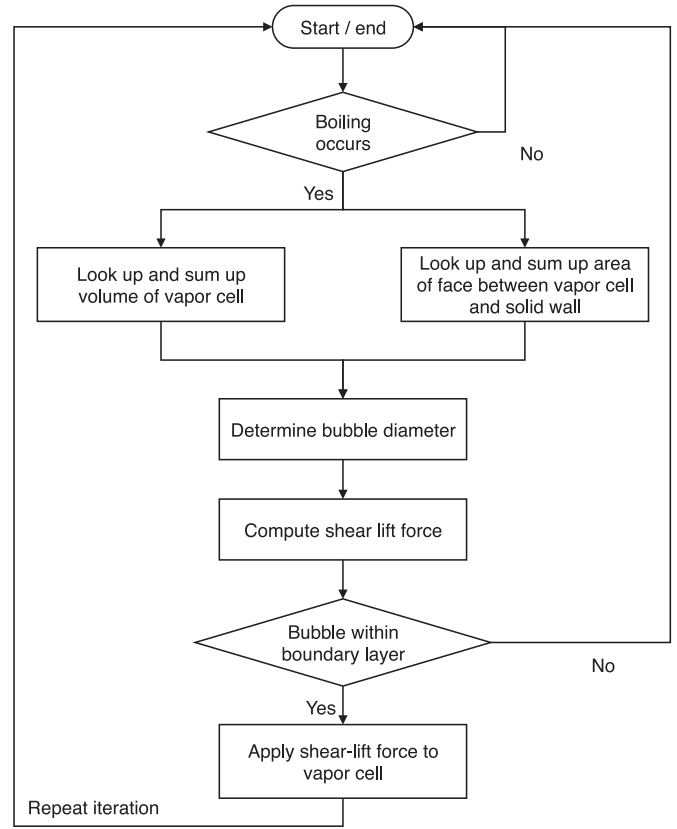 Start / end
Boiling
occurs
No
Yes
Look up and sum up
volume of vapor cell
Look up and sum up area
of face between vapor cell
and solid wall
Determine bubble diameter
Compute shear lift force
Bubble within
boundary layer
No
Yes
Apply shear-lift force to
vapor cell
Repeat iteration